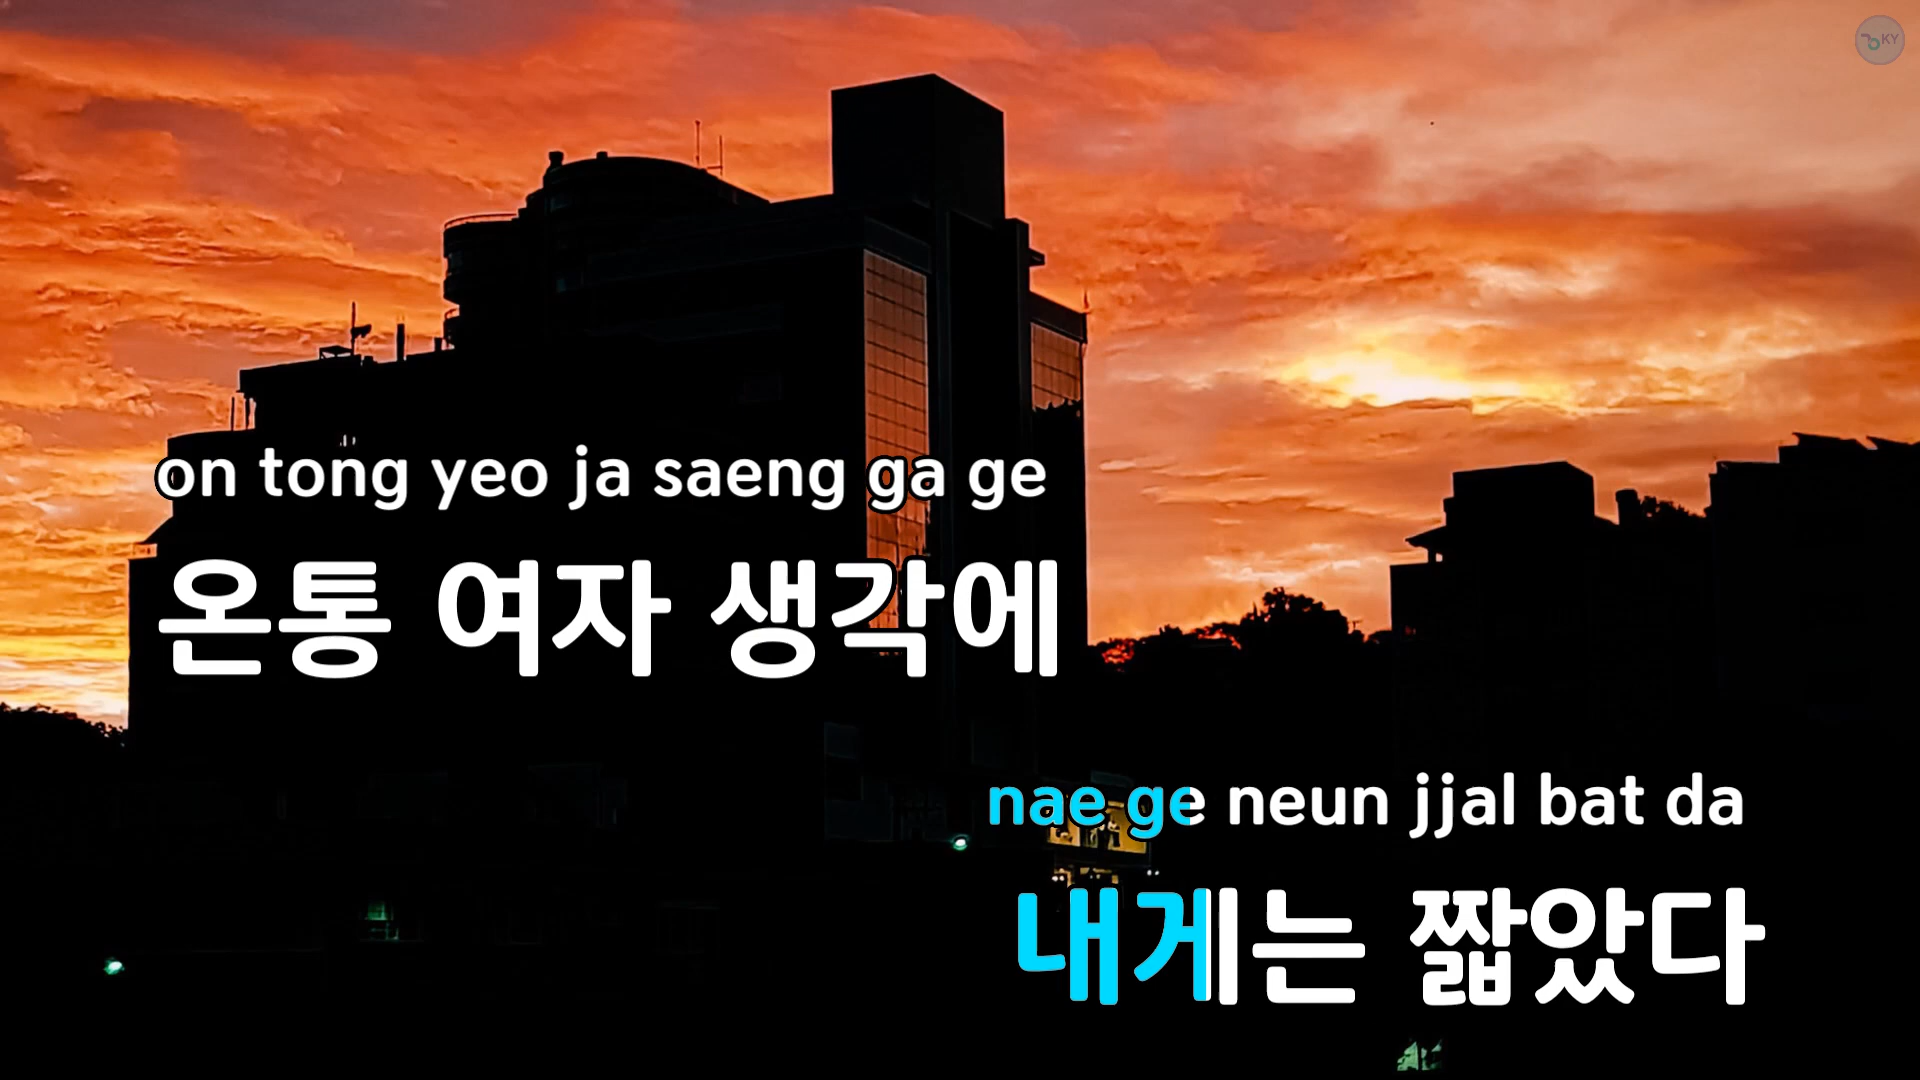 KY
on tong yeo ja saeng ga ge
온통 여자 생각에
nae ge neun jjal bat da
내게는 짧았다